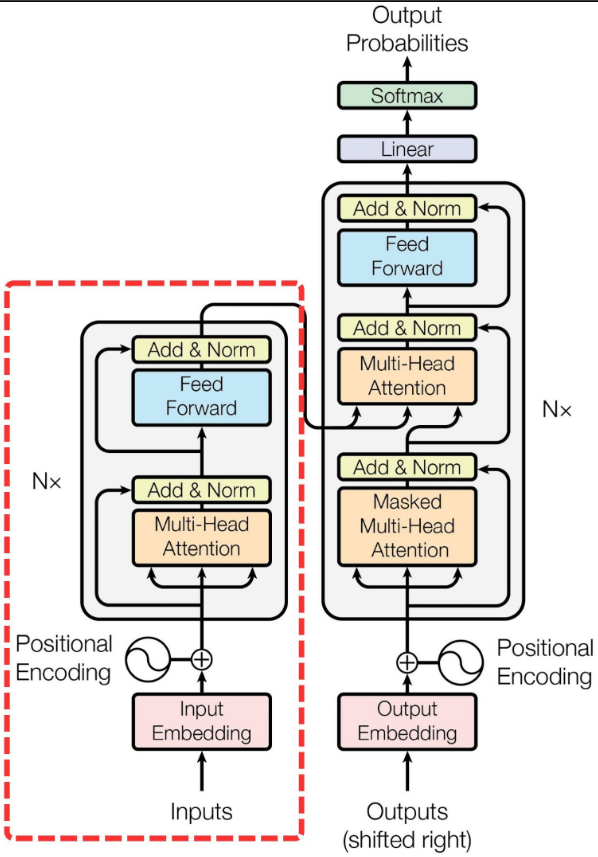 Output
Probabilities
Softmax
Linear
Add & Norm
Feed
Forward
Add & Norm
Multi-Head
Attention
Nx
Add & Norm
Masked
Multi-Head
Attention
Positional
Encoding
Output
Embedding
Outputs
(shifted right)
Add & Norm
Feed
Forward
Nx
Add & Norm
Multi-Head
Attention
Positional
Encoding
Input
Embedding
Inputs